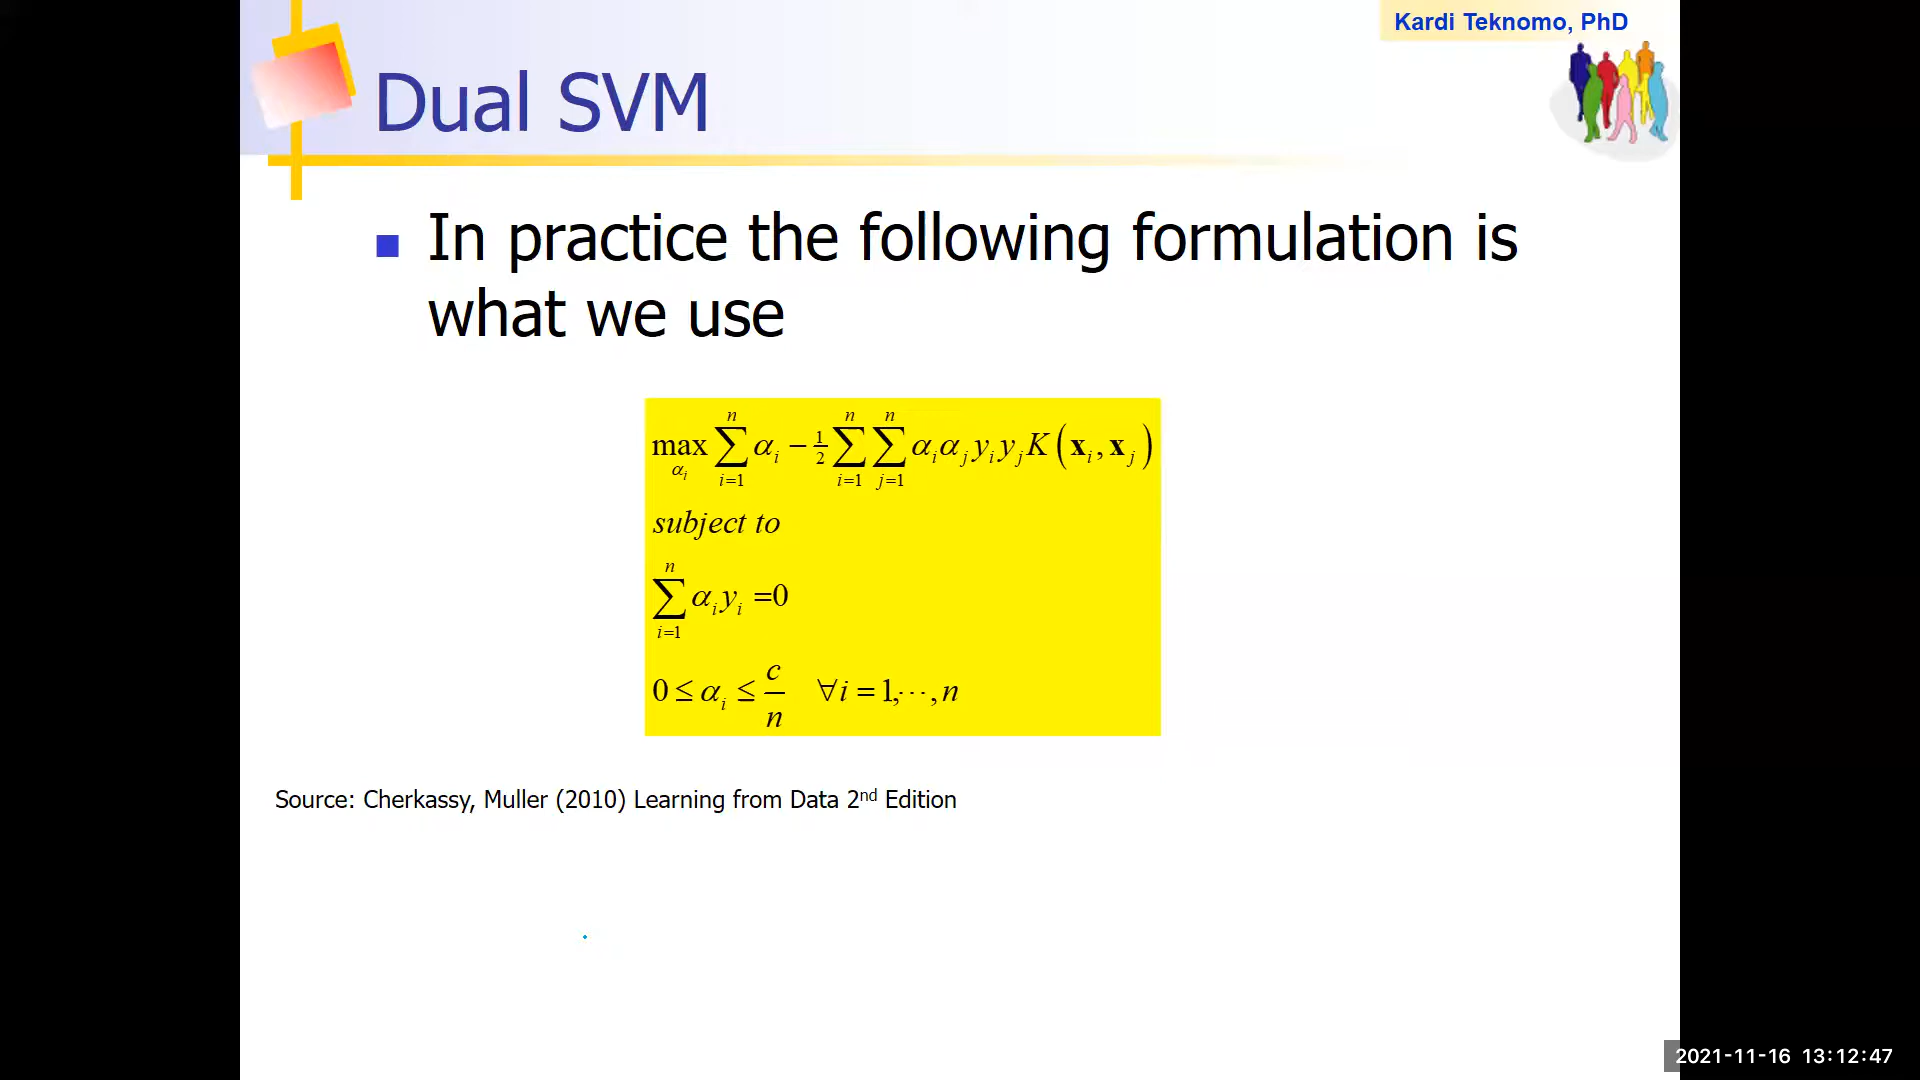 Kardi Teknomo, PhD
Dual SVM
In practice the following formulation is
what we use
max_{α_i} ∑_{i=1}^{n} α_i − 1/2 ∑_{i=1}^{n} ∑_{j=1}^{n} α_i α_j y_i y_j K(x_i, x_j)
subject to
∑_{i=1}^{n} α_i y_i =0
0 ≤ α_i ≤ c/n ∀i = 1,⋯,n
Source: Cherkassy, Muller (2010) Learning from Data 2nd Edition
2021-11-16 13:12:47